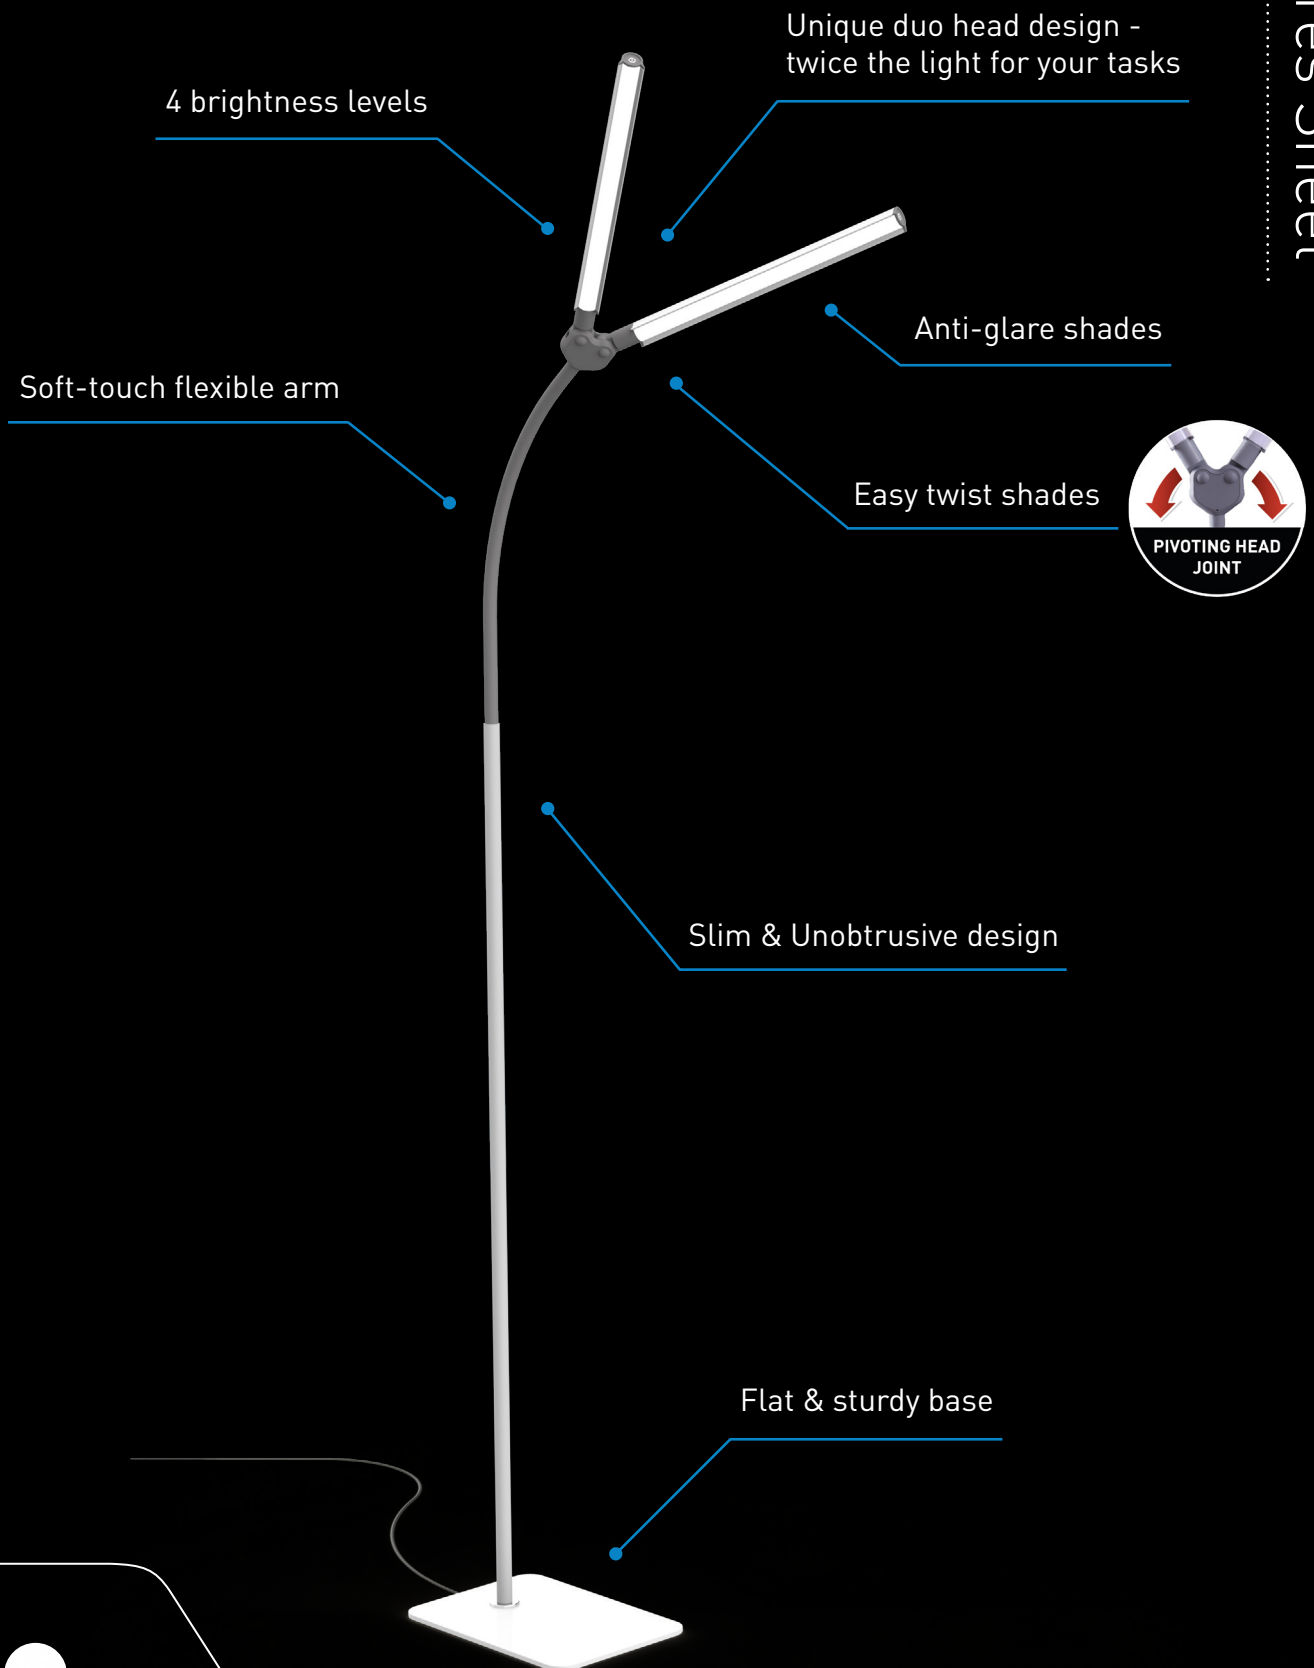 Unique duo head design -
twice the light for your tasks
4 brightness levels
Sheet
Anti-glare shades
Soft-touch flexible arm
Easy twist shades
PIVOTING HEAD
JOINT
Slim & Unobtrusive design
Flat & sturdy base